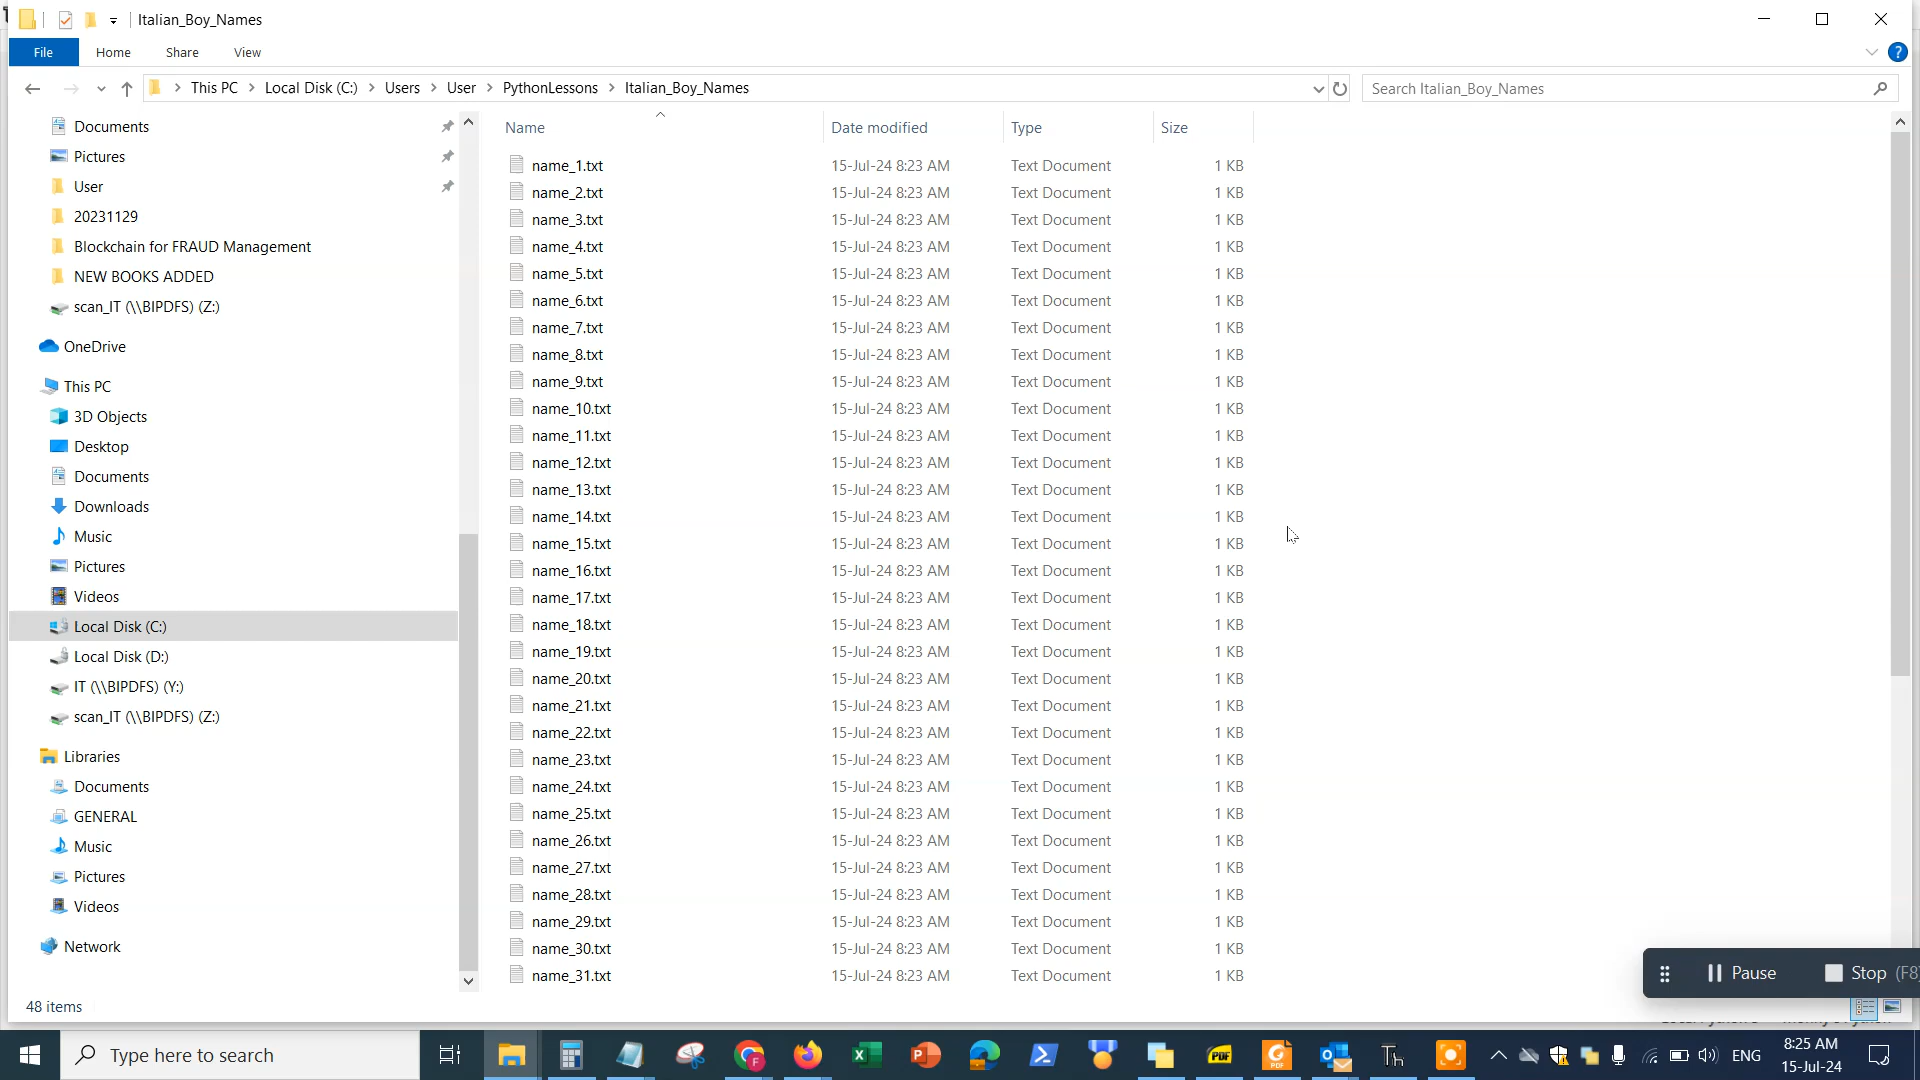 Italian_Boy_Names
File Home Share View
This PC Local Disk (C:) Users User PythonLessons Italian_Boy_Names
Search Italian_Boy_Names
Documents
Pictures
User
20231129
Blockchain for FRAUD Management
NEW BOOKS ADDED
scan_IT (\\BIPDFS) (Z:)
OneDrive
This PC
3D Objects
Desktop
Documents
Downloads
Music
Pictures
Videos
Local Disk (C:)
Local Disk (D:)
IT (\\BIPDFS) (Y:)
scan_IT (\\BIPDFS) (Z:)
Libraries
Documents
GENERAL
Music
Pictures
Videos
Network
Name Date modified Type Size
name_1.txt 15-Jul-24 8:23 AM Text Document 1 KB
name_2.txt 15-Jul-24 8:23 AM Text Document 1 KB
name_3.txt 15-Jul-24 8:23 AM Text Document 1 KB
name_4.txt 15-Jul-24 8:23 AM Text Document 1 KB
name_5.txt 15-Jul-24 8:23 AM Text Document 1 KB
name_6.txt 15-Jul-24 8:23 AM Text Document 1 KB
name_7.txt 15-Jul-24 8:23 AM Text Document 1 KB
name_8.txt 15-Jul-24 8:23 AM Text Document 1 KB
name_9.txt 15-Jul-24 8:23 AM Text Document 1 KB
name_10.txt 15-Jul-24 8:23 AM Text Document 1 KB
name_11.txt 15-Jul-24 8:23 AM Text Document 1 KB
name_12.txt 15-Jul-24 8:23 AM Text Document 1 KB
name_13.txt 15-Jul-24 8:23 AM Text Document 1 KB
name_14.txt 15-Jul-24 8:23 AM Text Document 1 KB
name_15.txt 15-Jul-24 8:23 AM Text Document 1 KB
name_16.txt 15-Jul-24 8:23 AM Text Document 1 KB
name_17.txt 15-Jul-24 8:23 AM Text Document 1 KB
name_18.txt 15-Jul-24 8:23 AM Text Document 1 KB
name_19.txt 15-Jul-24 8:23 AM Text Document 1 KB
name_20.txt 15-Jul-24 8:23 AM Text Document 1 KB
name_21.txt 15-Jul-24 8:23 AM Text Document 1 KB
name_22.txt 15-Jul-24 8:23 AM Text Document 1 KB
name_23.txt 15-Jul-24 8:23 AM Text Document 1 KB
name_24.txt 15-Jul-24 8:23 AM Text Document 1 KB
name_25.txt 15-Jul-24 8:23 AM Text Document 1 KB
name_26.txt 15-Jul-24 8:23 AM Text Document 1 KB
name_27.txt 15-Jul-24 8:23 AM Text Document 1 KB
name_28.txt 15-Jul-24 8:23 AM Text Document 1 KB
name_29.txt 15-Jul-24 8:23 AM Text Document 1 KB
name_30.txt 15-Jul-24 8:23 AM Text Document 1 KB
name_31.txt 15-Jul-24 8:23 AM Text Document 1 KB
Pause Stop (F8
48 items
Type here to search
PDF
PDF
Th
ENG
8:25 AM
15-Jul-24